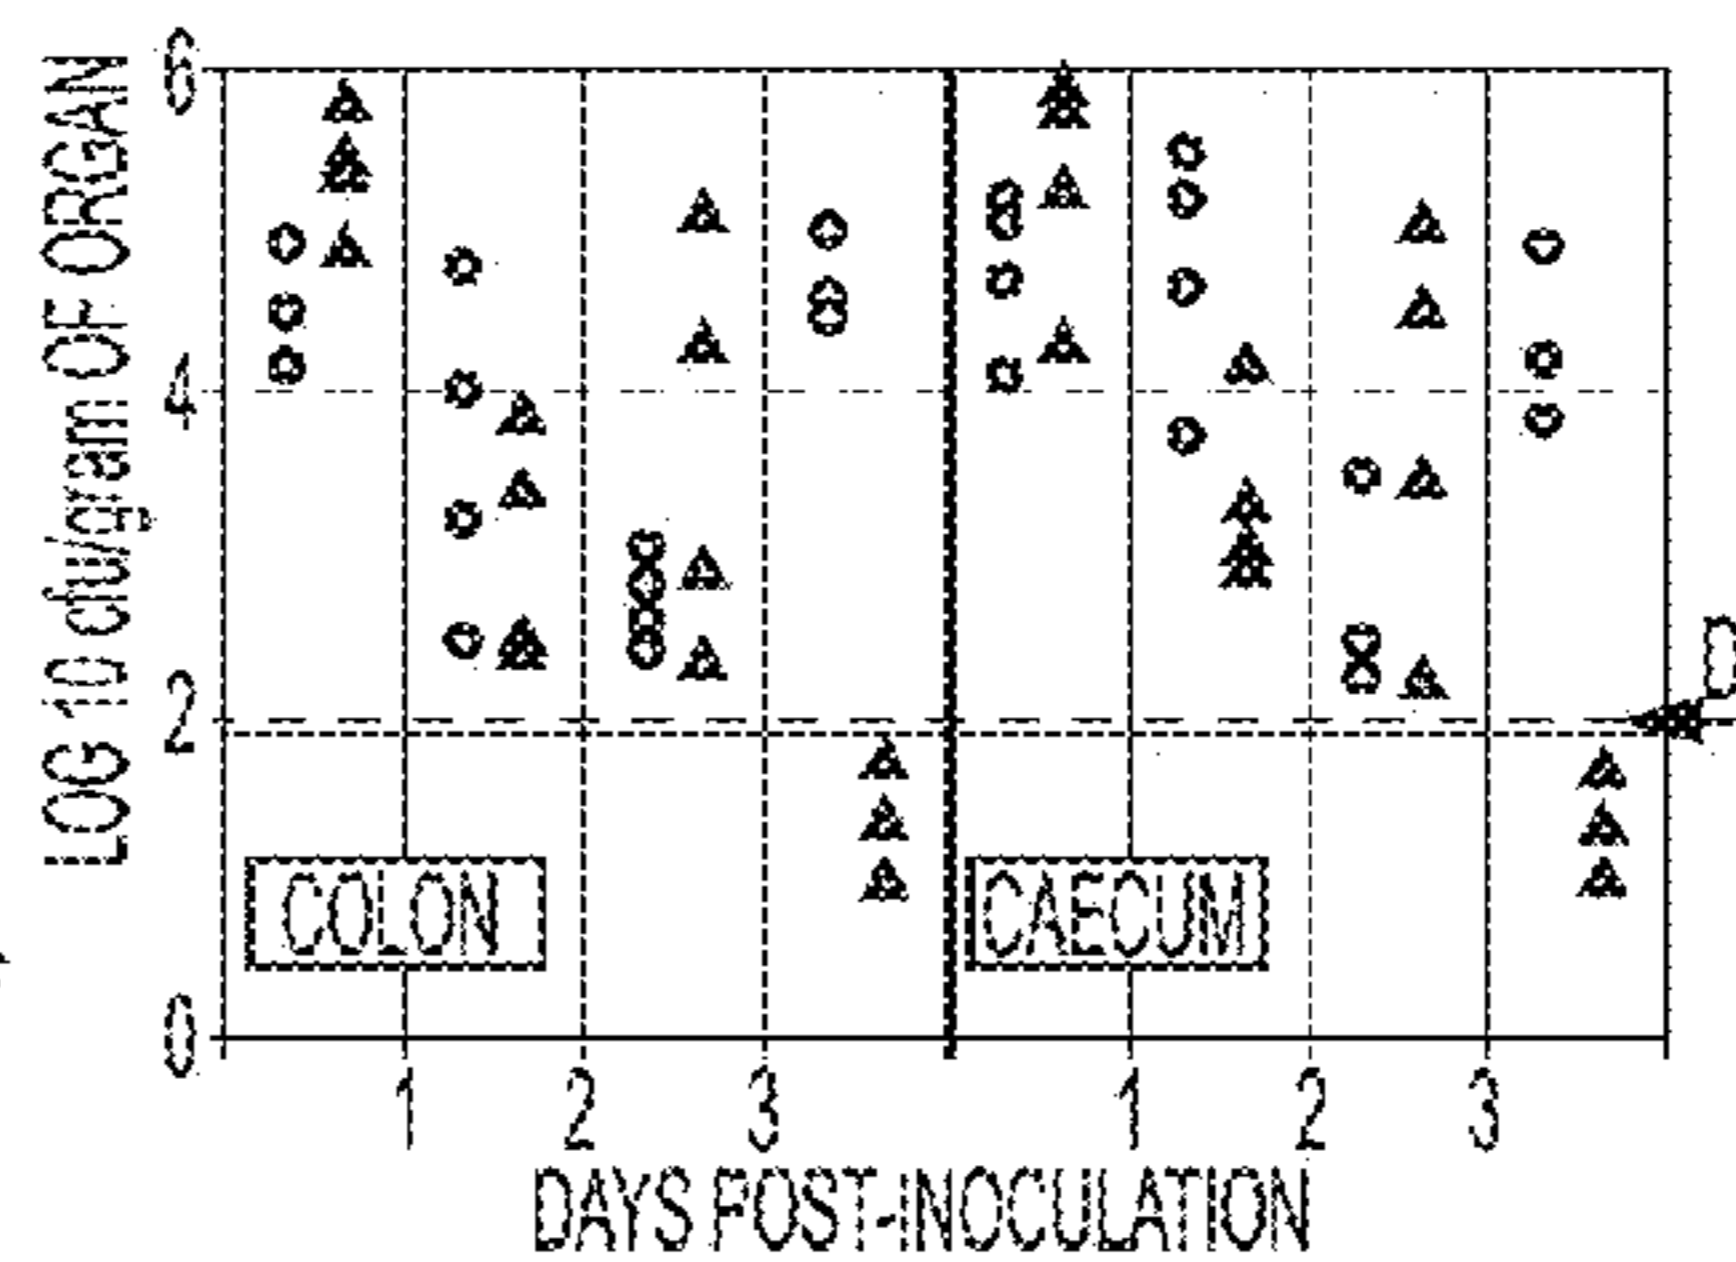 LOG 10 cfu/gram OF ORGAN
6
4
2
0
COLON
CAECUM
D
1 2 3 1 2 3
DAYS POST-INOCULATION